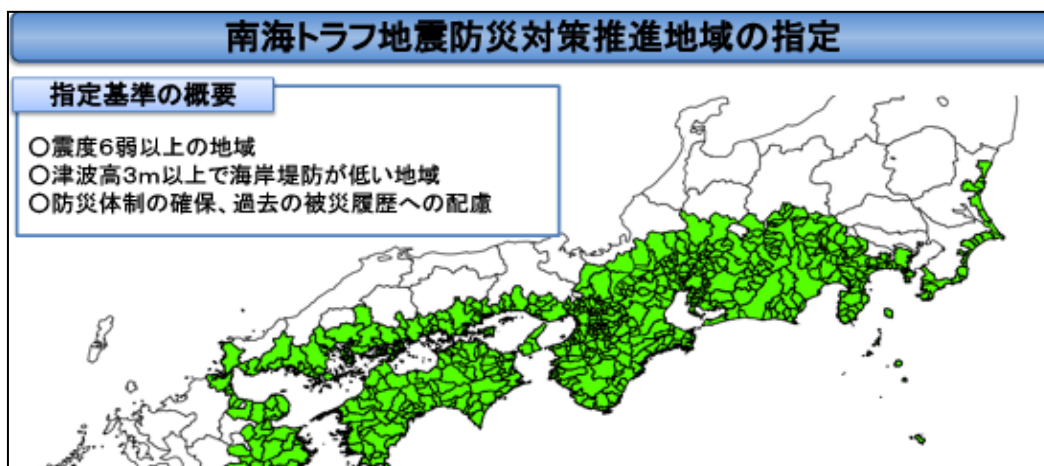 南海トラフ地震防災対策推進地域の指定
指定基準の概要
○震度６弱以上の地域
○津波高３ｍ以上で海岸堤防が低い地域
○防災体制の確保、過去の被災履歴への配慮